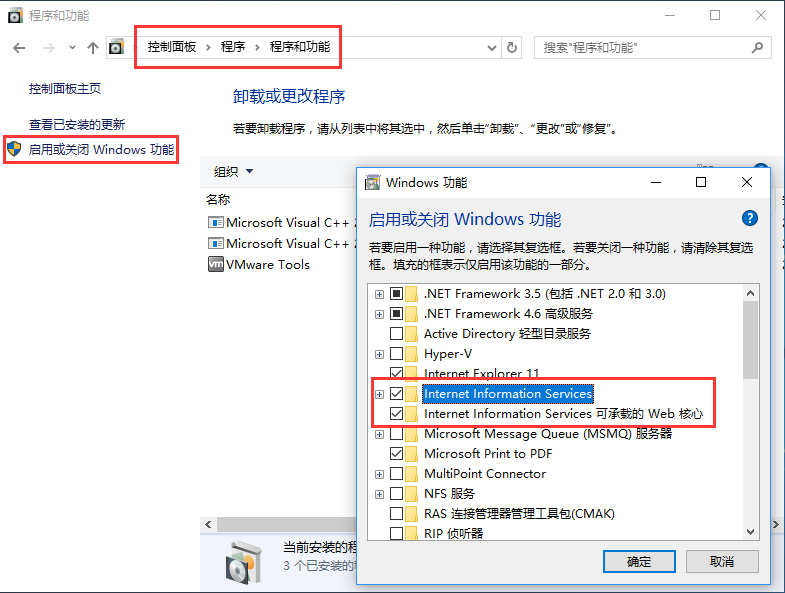 程序和功能
控制面板 > 程序 > 程序和功能
搜索"程序和功能"
控制面板主页
查看已安装的更新
启用或关闭 Windows 功能
卸载或更改程序
若要卸载程序，请从列表中将其选中，然后单击“卸载”、“更改”或“修复”。
组织
名称
Microsoft Visual C++ 2
Microsoft Visual C++ 2
VMware Tools
当前安装的程
3 个已安装的
Windows 功能
启用或关闭 Windows 功能
若要启用一种功能，请选择其复选框。若要关闭一种功能，请清除其复选
框。填充的框表示仅启用该功能的一部分。
.NET Framework 3.5 (包括 .NET 2.0 和 3.0)
.NET Framework 4.6 高级服务
Active Directory 轻型目录服务
Hyper-V
Internet Explorer 11
Internet Information Services
Internet Information Services 可承载的 Web 核心
Microsoft Message Queue (MSMQ) 服务器
Microsoft Print to PDF
MultiPoint Connector
NFS 服务
RAS 连接管理器管理工具包(CMAK)
RIP 侦听器
确定
取消